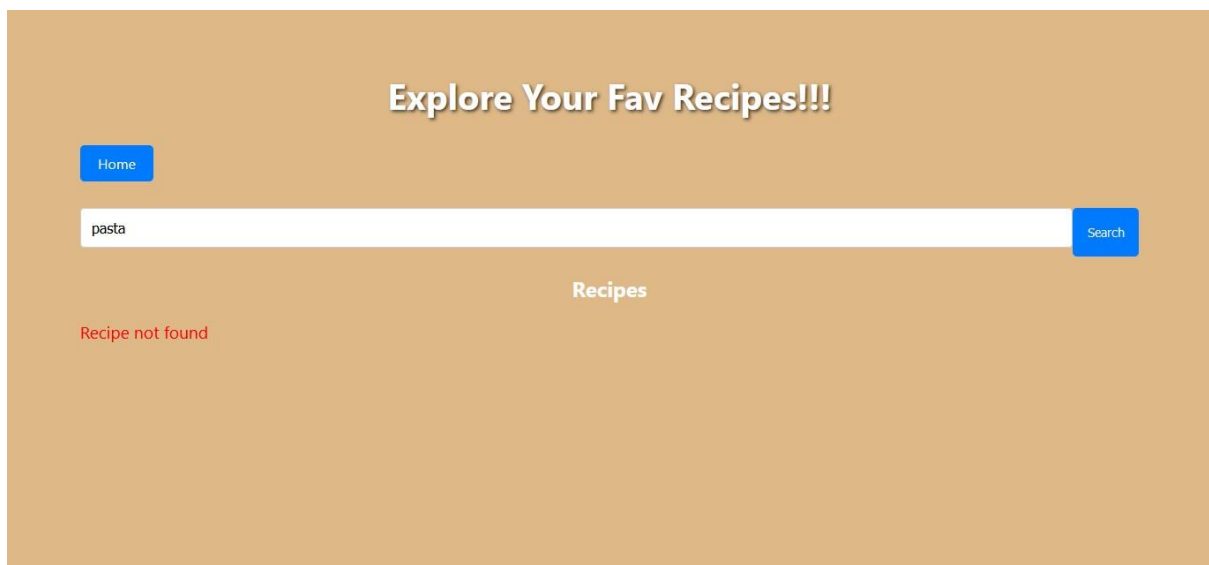 Explore Your Fav Recipes!!!
Home
pasta
Search
Recipes
Recipe not found